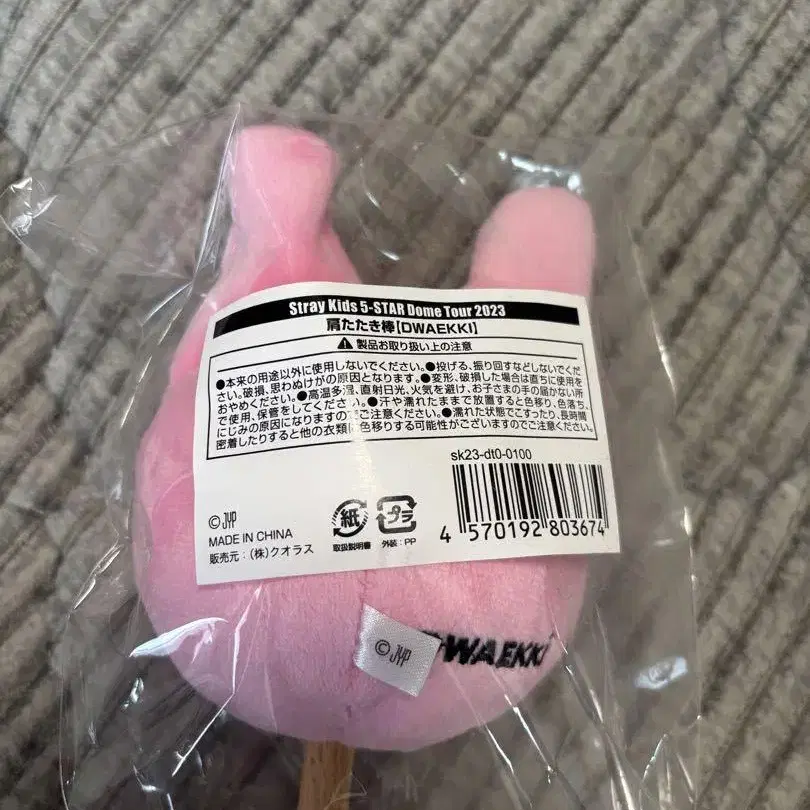 Stray Kids 5-STAR Dome Tour 2023
肩たたき棒[DWAEKKI]
⚠製品お取り扱い上の注意
●本来の用途以外に使用しないでください。●投げる、振り回すなどしないでくだ
さい。破損、思わぬけがの原因となります。●変形、破損した場合は直ちに使用を
おやめください。●高温多湿、直射日光、火気を避け、お子さまの手の届かない所
で使用、保管をしてください。●汗や濡れたままで放置すると色移り、色落ち、
にじみの原因になりますのでご注意ください。●濡れた状態でこすったり、長時間
密着したりすると他の衣類に色移りする可能性がございますのでご注意ください。
sk23-dt0-0100
© JYP
MADE IN CHINA
販売元:(株)クオラス
紙
取扱説明書
プラ
外装:PP
4 570192 803674
© JYP
WAEKKI